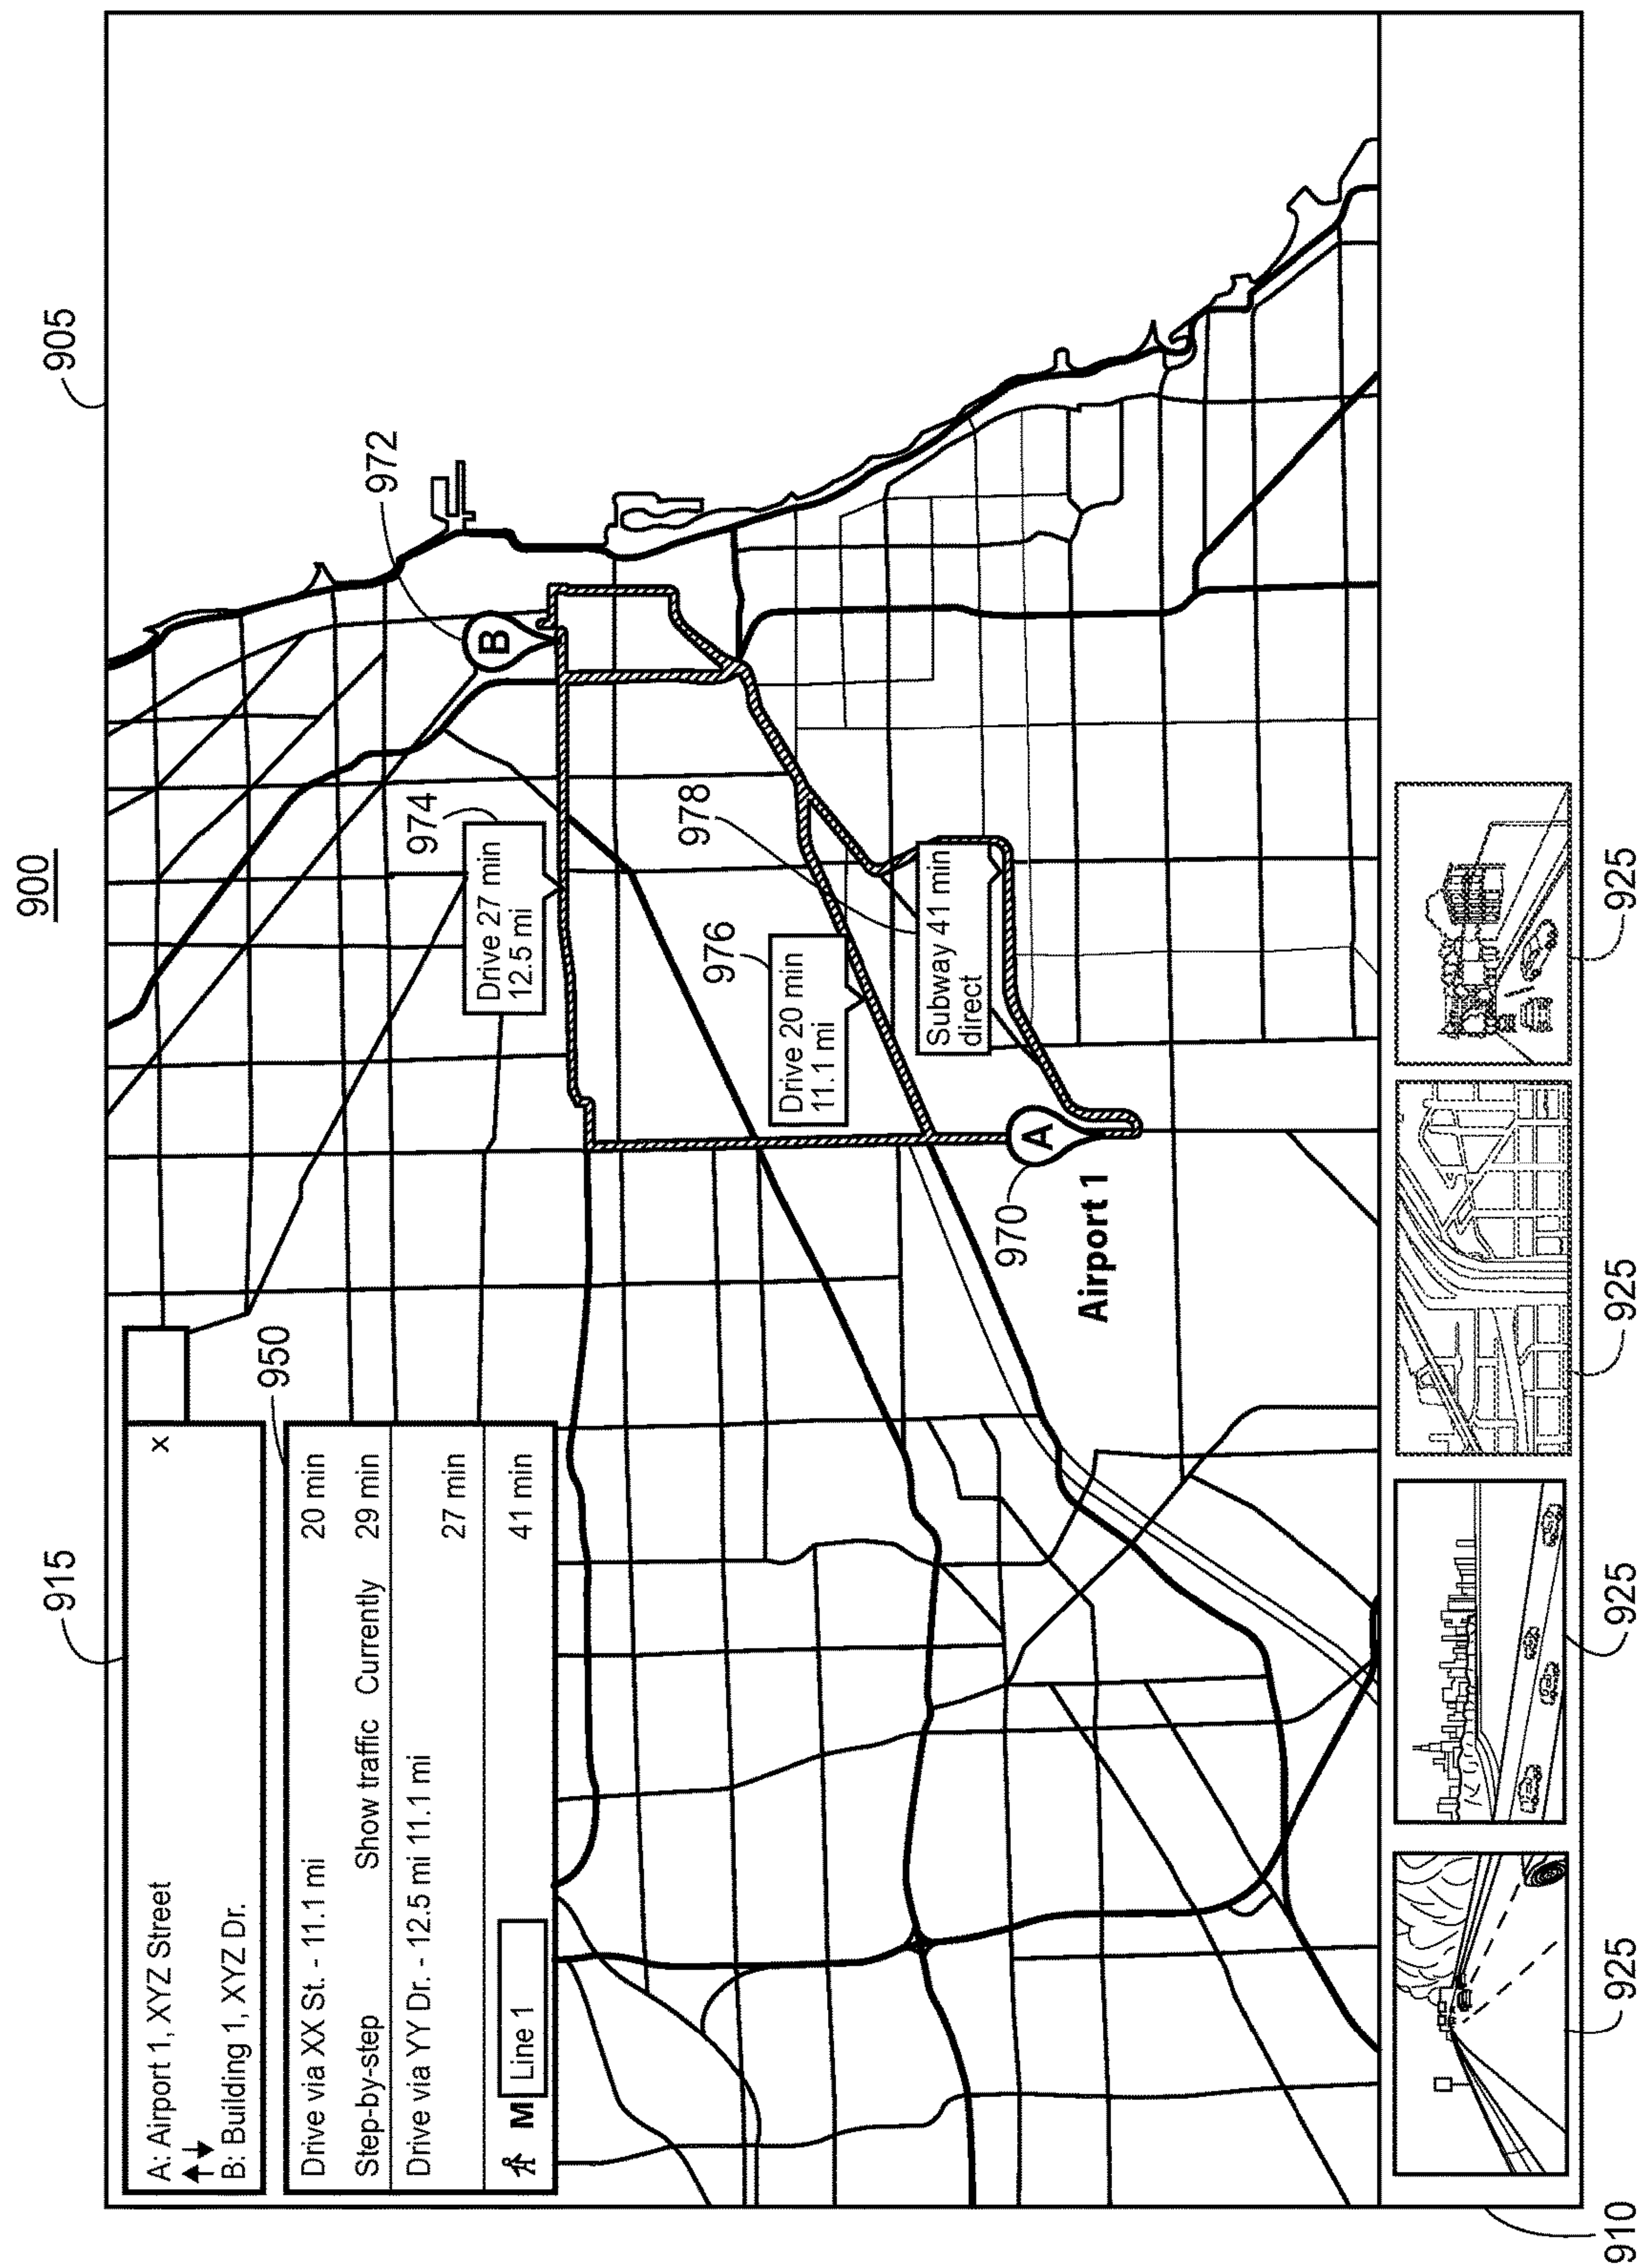 900
905
915
A: Airport 1, XYZ Street
x
B: Building 1, XYZ Dr.
950
Drive via XX St. - 11.1 mi 20 min
Step-by-step Show traffic Currently 29 min
Drive via YY Dr. - 12.5 mi 11.1 mi
27 min
M Line 1 41 min
972
B
974
Drive 27 min
12.5 mi
978
976
Drive 20 min
11.1 mi
Subway 41 min
direct
A
970
Airport 1
910
925
925
925
925